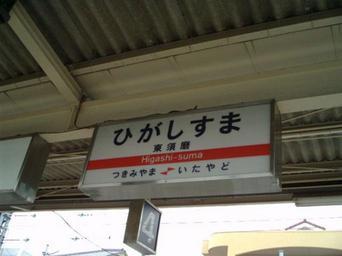 ひがしすま
東須磨
Higashi-suma
つきみやま いたやど
4